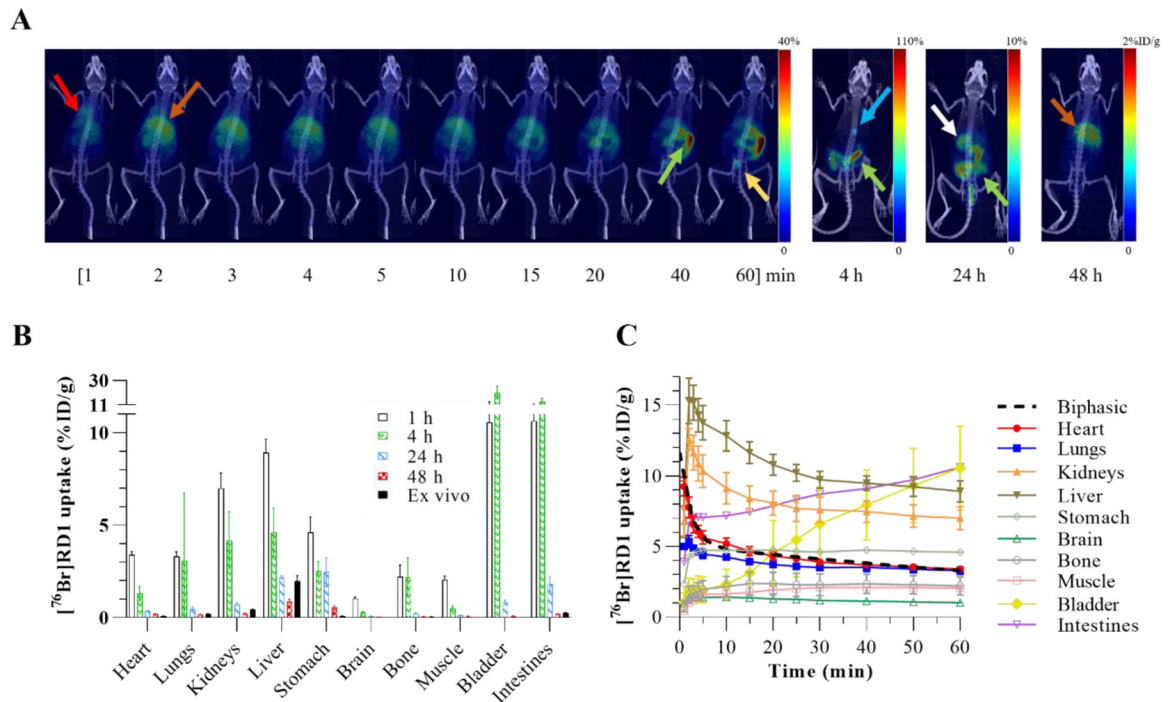 A
40%
110%
10%
2%ID/g
0
0
0
0
[1 2 3 4 5 10 15 20 40 60] min 4 h 24 h 48 h
B
[⁷⁶Br]RD1 uptake (%ID/g)
30
11
10
5
0
1 h
4 h
24 h
48 h
Ex vivo
Heart
Lungs
Kidneys
Liver
Stomach
Brain
Bone
Muscle
Bladder
Intestines
C
[⁷⁶Br]RD1 uptake (%ID/g)
15
10
5
0
0 10 20 30 40 50 60
Time (min)
Biphasic
Heart
Lungs
Kidneys
Liver
Stomach
Brain
Bone
Muscle
Bladder
Intestines